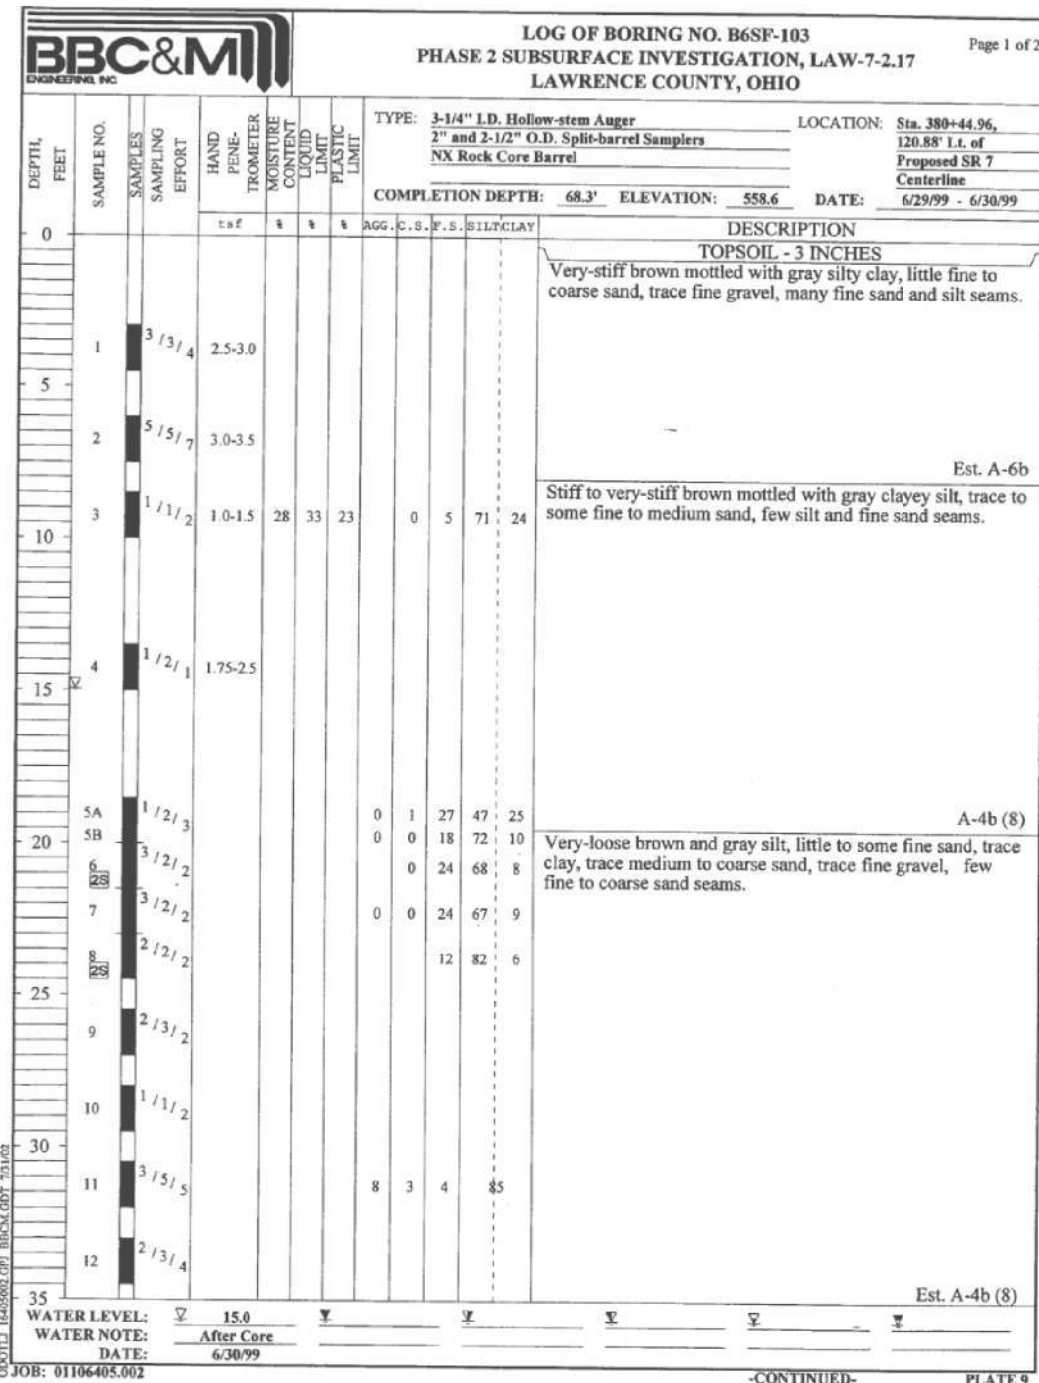 BBC&M
ENGINEERING, INC.
LOG OF BORING NO. B6SF-103
PHASE 2 SUBSURFACE INVESTIGATION, LAW-7-2.17
LAWRENCE COUNTY, OHIO
Page 1 of 2
DEPTH, FEET
SAMPLE NO.
SAMPLES
SAMPLING EFFORT
HAND PENE-TROMETER
MOISTURE CONTENT
LIQUID LIMIT
PLASTIC LIMIT
TYPE: 3-1/4" I.D. Hollow-stem Auger
2" and 2-1/2" O.D. Split-barrel Samplers
NX Rock Core Barrel
LOCATION: Sta. 380+44.96,
120.88' Lt. of
Proposed SR 7
Centerline
COMPLETION DEPTH: 68.3' ELEVATION: 558.6 DATE: 6/29/99 - 6/30/99
tsf % % % AGG. C.S. F.S. SILT CLAY DESCRIPTION
0
TOPSOIL - 3 INCHES
Very-stiff brown mottled with gray silty clay, little fine to
coarse sand, trace fine gravel, many fine sand and silt seams.
1 3/3/4 2.5-3.0
5
2 5/5/7 3.0-3.5
Est. A-6b
Stiff to very-stiff brown mottled with gray clayey silt, trace to
some fine to medium sand, few silt and fine sand seams.
3 1/1/2 1.0-1.5 28 33 23 0 5 71 24
10
4 1/2/1 1.75-2.5
15
5A 1/2/3 0 1 27 47 25 A-4b (8)
5B 0 0 18 72 10
20
Very-loose brown and gray silt, little to some fine sand, trace
clay, trace medium to coarse sand, trace fine gravel, few
fine to coarse sand seams.
6 3/2/2 0 24 68 8
2S
7 3/2/2 0 0 24 67 9
8 2/2/2 12 82 6
2S
25
9 2/3/2
10 1/1/2
30
11 3/5/5 8 3 4 85
12 2/3/4
Est. A-4b (8)
35
WATER LEVEL: 15.0
WATER NOTE: After Core
DATE: 6/30/99
JOB: 01106405.002
-CONTINUED-
PLATE 9